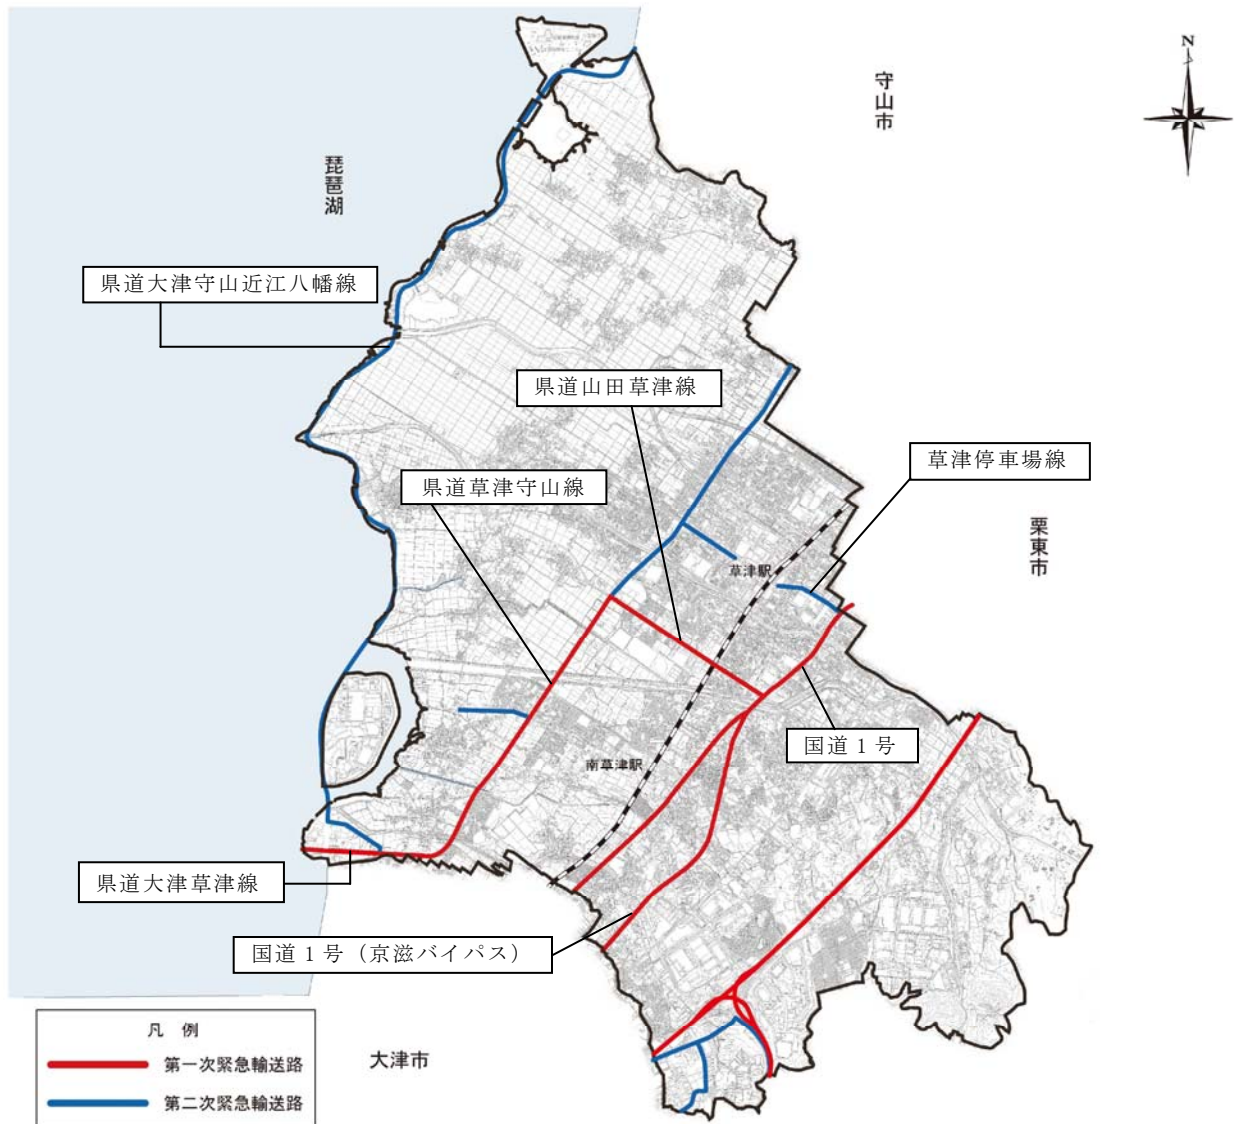 N
守山市
琵琶湖
県道大津守山近江八幡線
県道山田草津線
草津停車場線
県道草津守山線
栗東市
草津駅
国道1号
南草津駅
県道大津草津線
国道1号（京滋バイパス）
凡 例
第一次緊急輸送路
第二次緊急輸送路
大津市